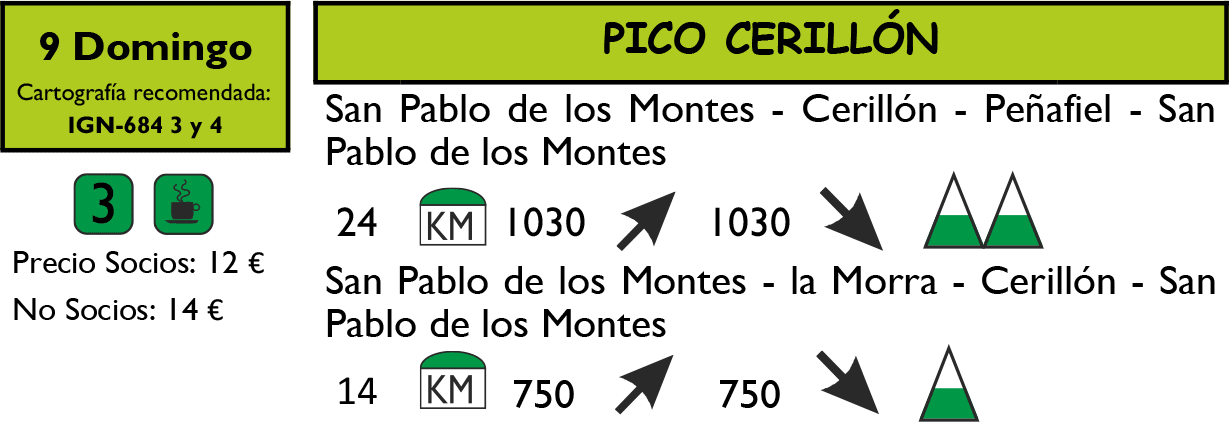 9 Domingo
Cartografía recomendada:
IGN-684 3 y 4
3
Precio Socios: 12 €
No Socios: 14 €
PICO CERILLÓN
San Pablo de los Montes - Cerillón - Peñafiel - San
Pablo de los Montes
24 KM 1030 1030
San Pablo de los Montes - la Morra - Cerillón - San
Pablo de los Montes
14 KM 750 750